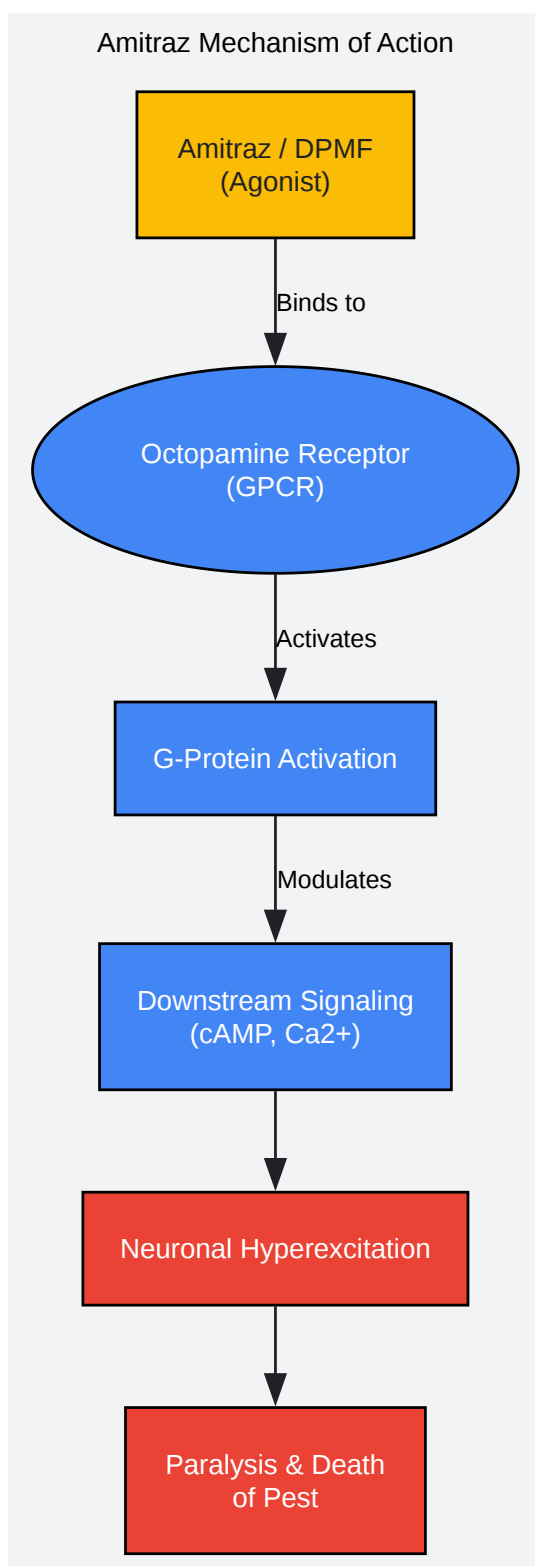 Amitraz Mechanism of Action
Amitraz / DPMF
(Agonist)
Binds to
Octopamine Receptor
(GPCR)
Activates
G-Protein Activation
Modulates
Downstream Signaling
(cAMP, Ca2+)
Neuronal Hyperexcitation
Paralysis & Death
of Pest